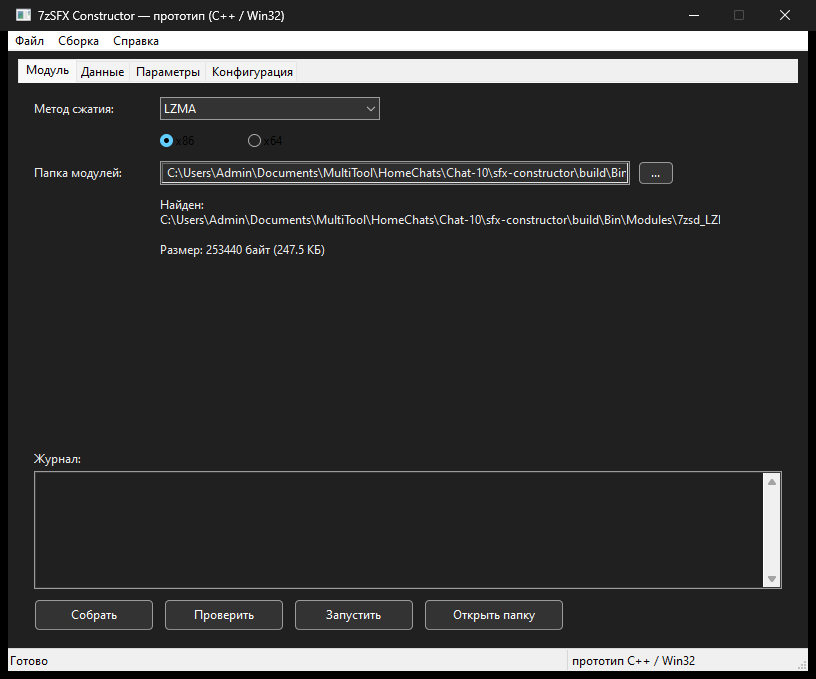 7zSFX Constructor — прототип (C++ / Win32)
Файл Сборка Справка
Модуль Данные Параметры Конфигурация
Метод сжатия: LZMA
x86 x64
Папка модулей: C:\Users\Admin\Documents\MultiTool\HomeChats\Chat-10\sfx-constructor\build\Bin ...
Найден:
C:\Users\Admin\Documents\MultiTool\HomeChats\Chat-10\sfx-constructor\build\Bin\Modules\7zsd_LZI
Размер: 253440 байт (247.5 КБ)
Журнал:
Собрать Проверить Запустить Открыть папку
Готово прототип C++ / Win32